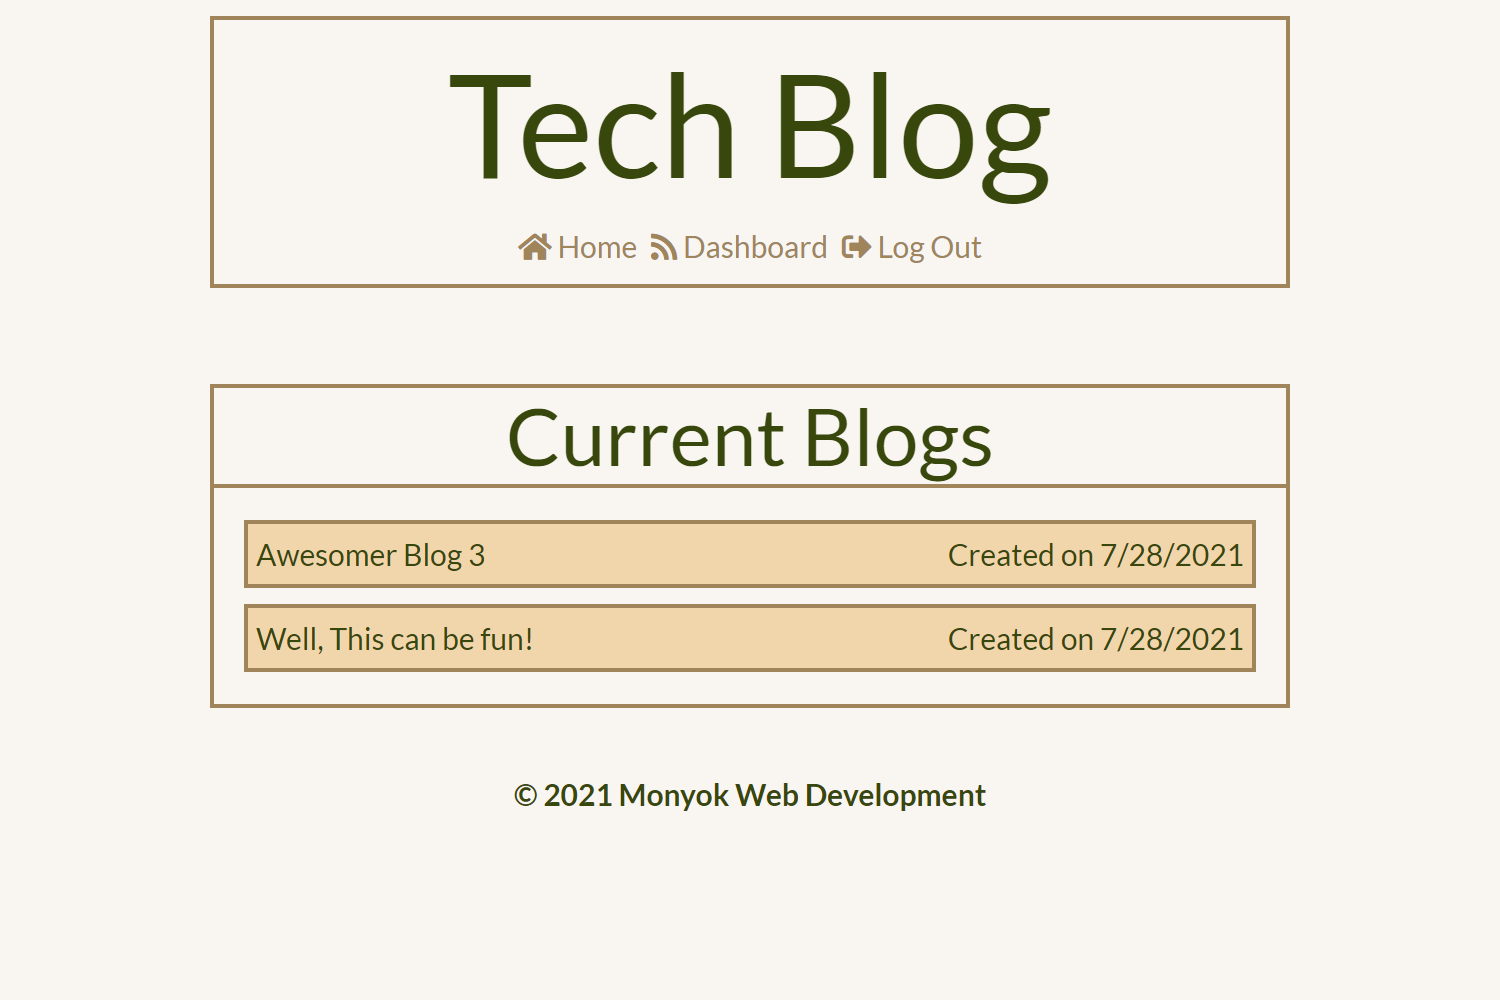 Tech Blog
Home Dashboard Log Out
Current Blogs
Awesomer Blog 3 Created on 7/28/2021
Well, This can be fun! Created on 7/28/2021
© 2021 Monyok Web Development